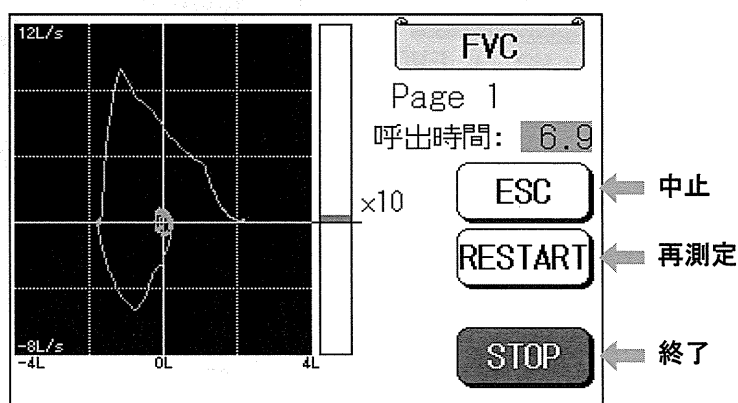 12L/s
FVC
Page 1
呼出時間: 6.9
ESC
中止
×10
RESTART
再測定
-8L/s
STOP
終了
-4L
0L
4L